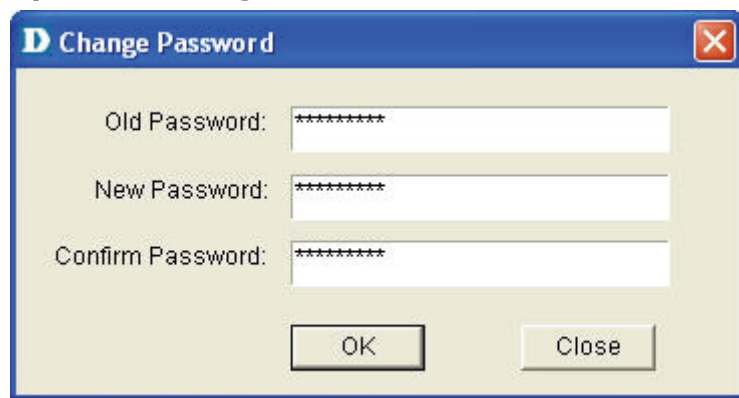 D Change Password
Old Password: *********
New Password: *********
Confirm Password: *********
OK Close